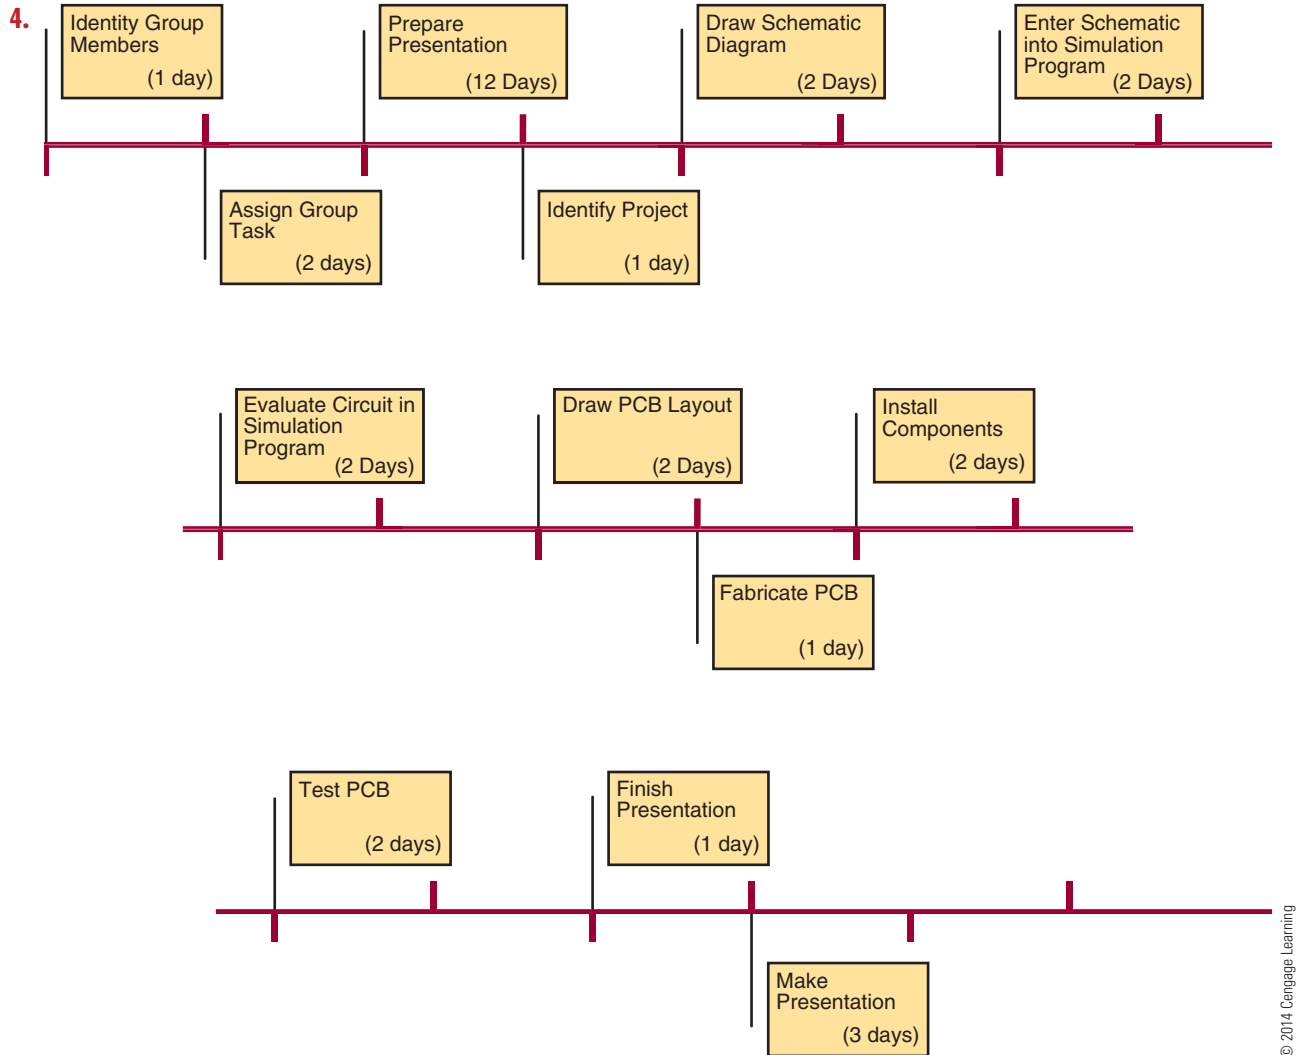 4.
Identity Group
Members
(1 day)
Prepare
Presentation
(12 Days)
Draw Schematic
Diagram
(2 Days)
Enter Schematic
into Simulation
Program
(2 Days)
Assign Group
Task
(2 days)
Identify Project
(1 day)
Evaluate Circuit in
Simulation
Program
(2 Days)
Draw PCB Layout
(2 Days)
Install
Components
(2 days)
Fabricate PCB
(1 day)
Test PCB
(2 days)
Finish
Presentation
(1 day)
Make
Presentation
(3 days)
© 2014 Cengage Learning